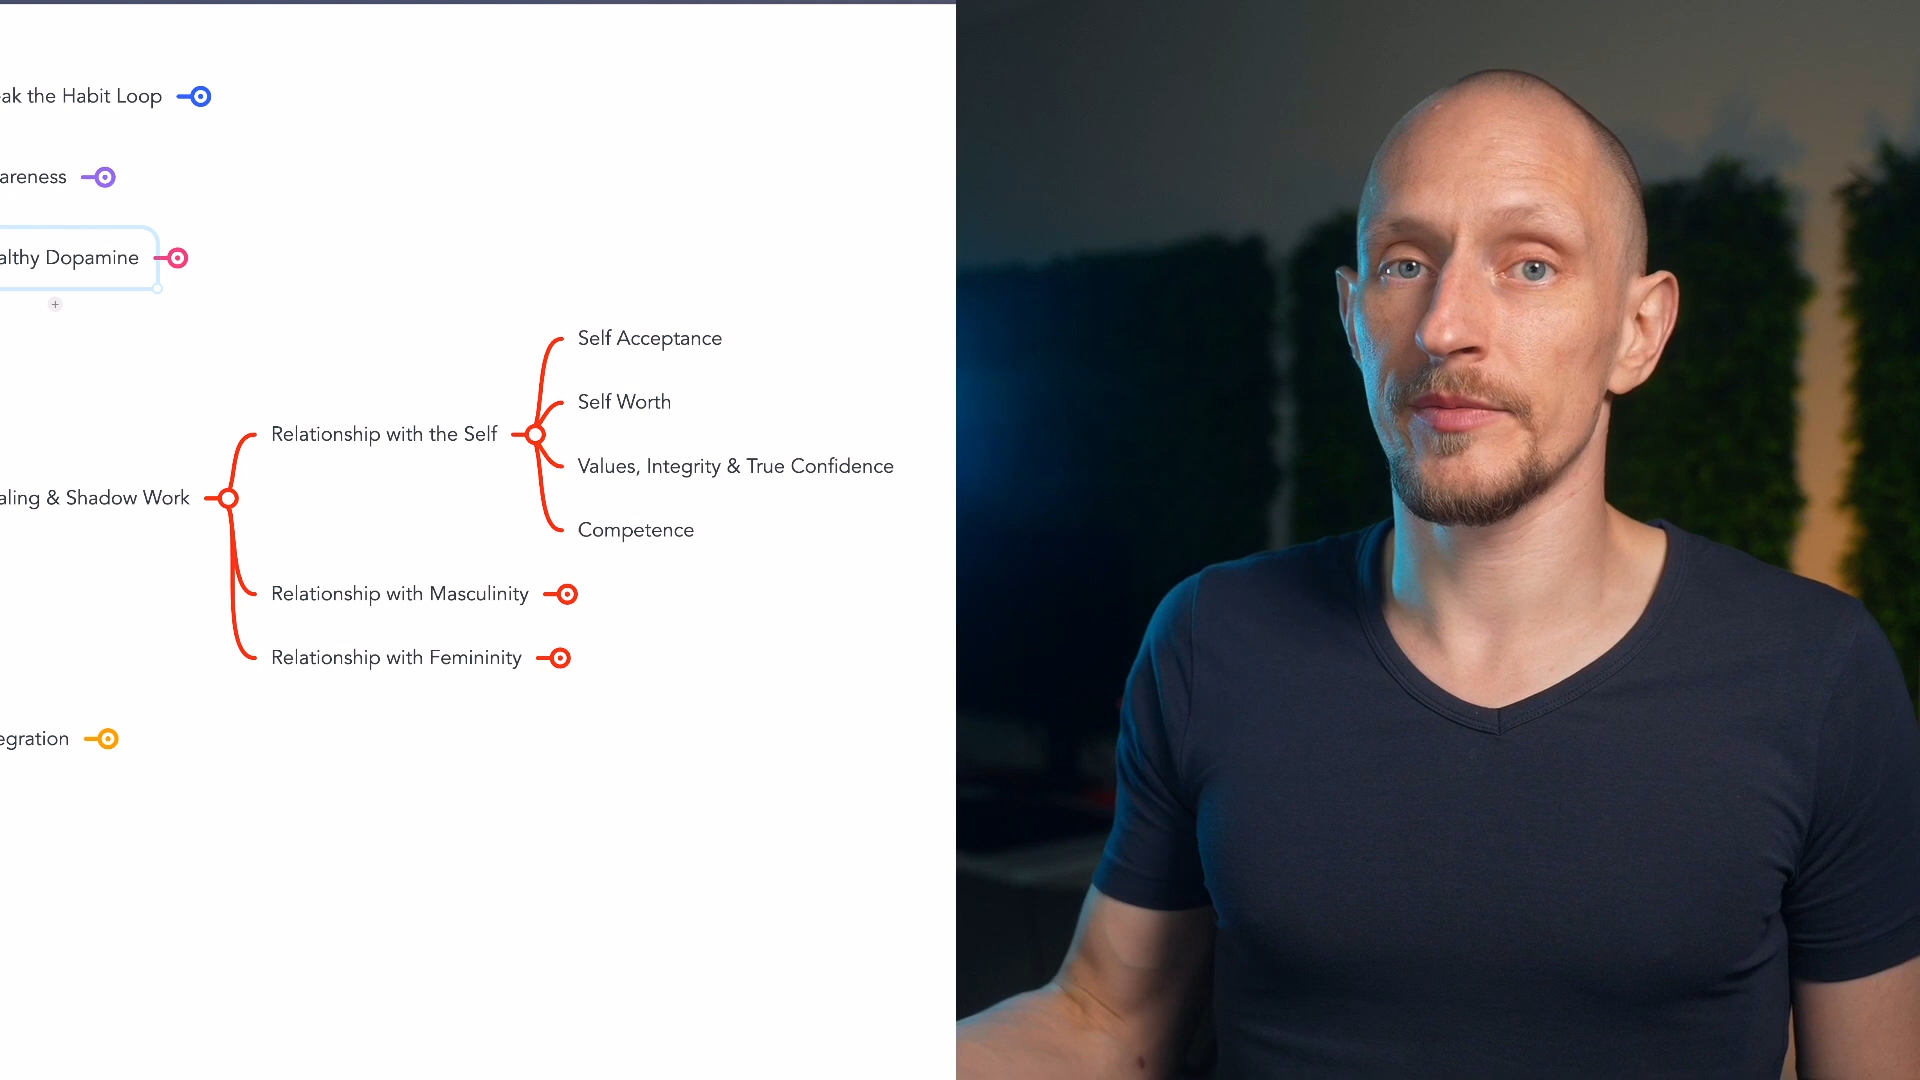 ak the Habit Loop
areness
althy Dopamine
+
Self Acceptance
Self Worth
Relationship with the Self
Values, Integrity & True Confidence
aling & Shadow Work
Competence
Relationship with Masculinity
Relationship with Femininity
egration